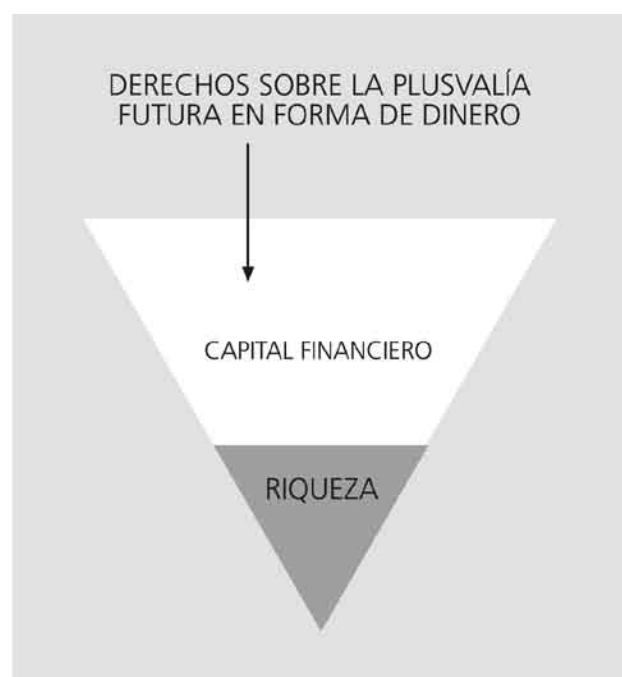 DERECHOS SOBRE LA PLUSVALÍA
FUTURA EN FORMA DE DINERO
CAPITAL FINANCIERO
RIQUEZA